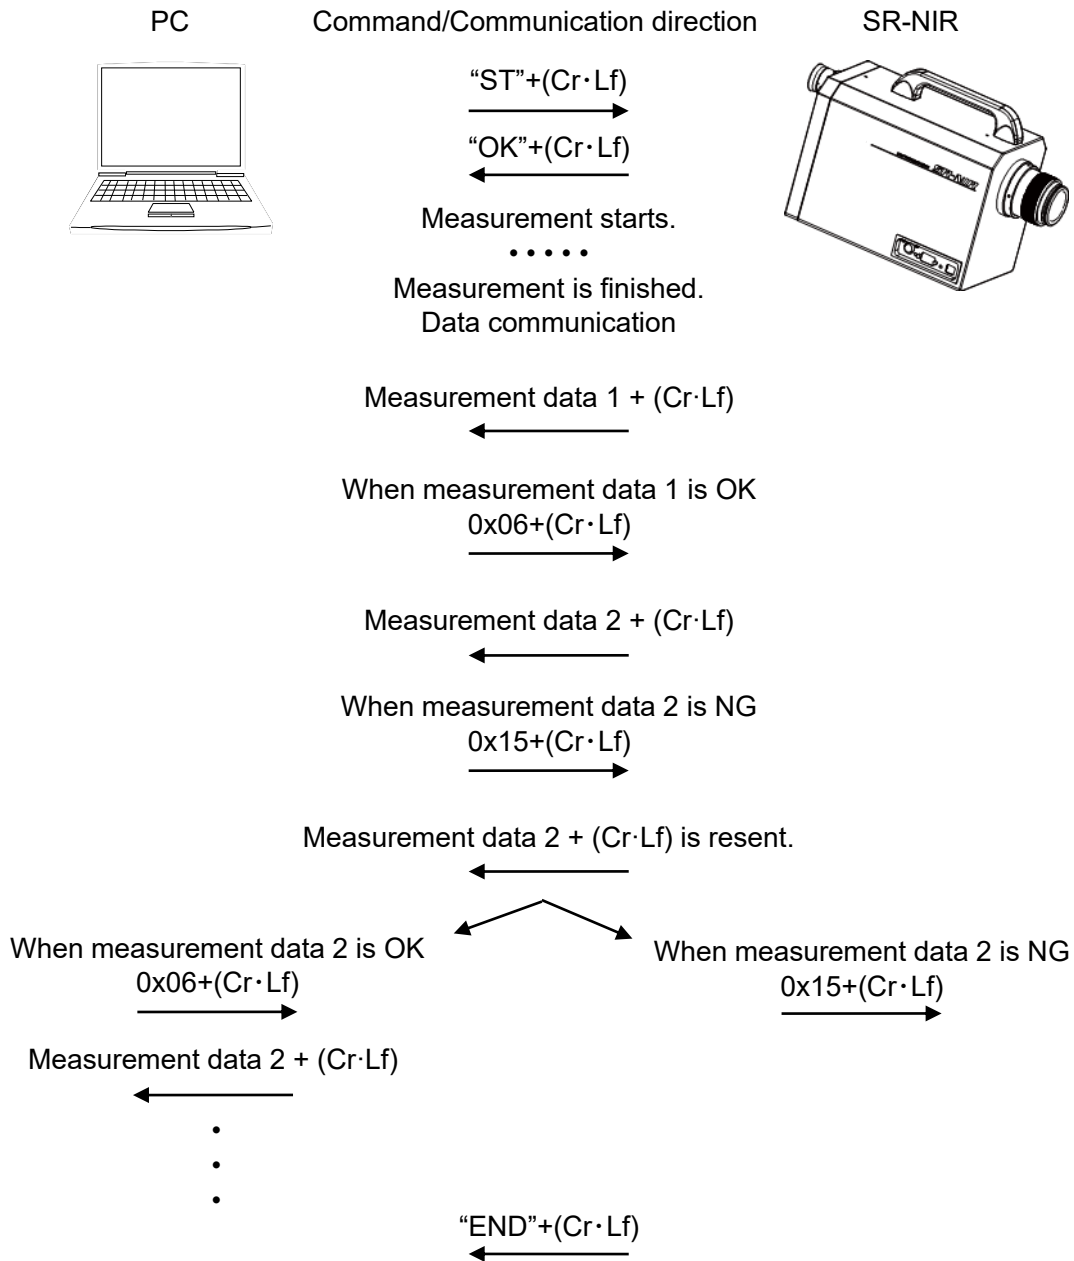 PC
Command/Communication direction
SR-NIR
“ST”+(Cr・Lf)
“OK”+(Cr・Lf)
SR-NIR
Measurement starts.
・・・・・
Measurement is finished.
Data communication
Measurement data 1 + (Cr·Lf)
When measurement data 1 is OK
0x06+(Cr・Lf)
Measurement data 2 + (Cr·Lf)
When measurement data 2 is NG
0x15+(Cr・Lf)
Measurement data 2 + (Cr·Lf) is resent.
When measurement data 2 is OK
0x06+(Cr・Lf)
When measurement data 2 is NG
0x15+(Cr・Lf)
Measurement data 2 + (Cr·Lf)
・
・
・
“END”+(Cr・Lf)